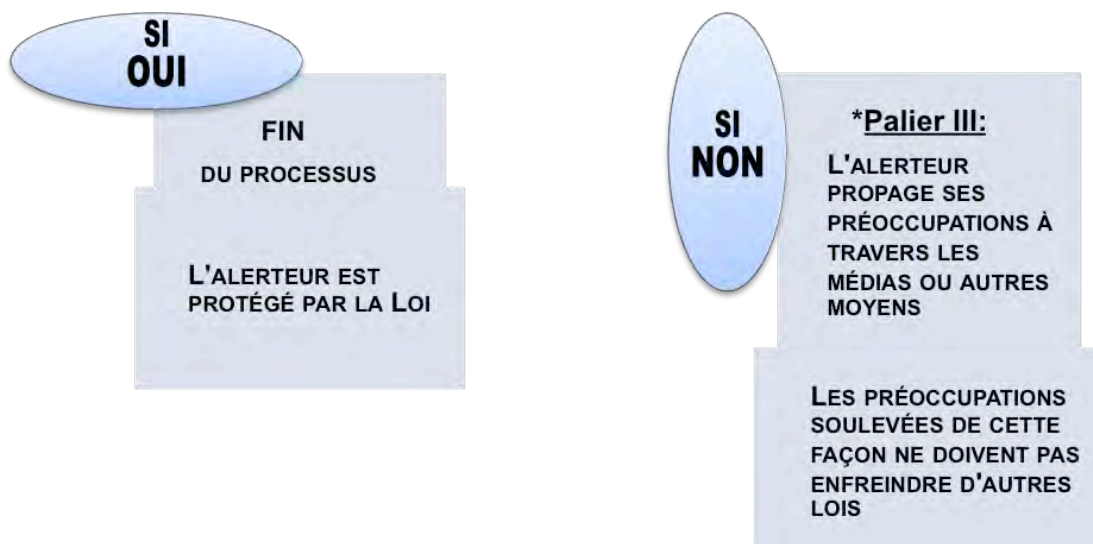 SI
OUI
FIN
DU PROCESSUS
L'ALERTEUR EST
PROTÉGÉ PAR LA LOI
SI
NON
*Palier III:
L'ALERTEUR
PROPAGE SES
PRÉOCCUPATIONS À
TRAVERS LES
MÉDIAS OU AUTRES
MOYENS
LES PRÉOCCUPATIONS
SOULEVÉES DE CETTE
FAÇON NE DOIVENT PAS
ENFREINDRE D'AUTRES
LOIS